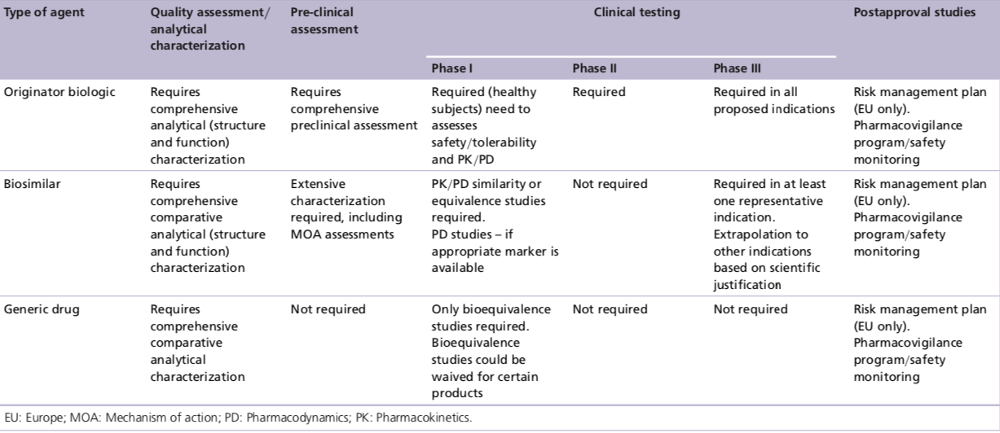 Type of agent
Quality assessment/
analytical
characterization
Pre-clinical
assessment
Clinical testing
Postapproval studies
Phase I
Phase II
Phase III
Originator biologic
Requires
comprehensive
analytical (structure
and function)
characterization
Requires
comprehensive
preclinical assessment
Required (healthy
subjects) need to
assesses
safety/tolerability
and PK/PD
Required
Required in all
proposed indications
Risk management plan
(EU only).
Pharmacovigilance
program/safety
monitoring
Biosimilar
Requires
comprehensive
comparative
analytical (structure
and function)
characterization
Extensive
characterization
required, including
MOA assessments
PK/PD similarity or
equivalence studies
required.
PD studies – if
appropriate marker is
available
Not required
Required in at least
one representative
indication.
Extrapolation to
other indications
based on scientific
justification
Risk management plan
(EU only).
Pharmacovigilance
program/safety
monitoring
Generic drug
Requires
comprehensive
comparative
analytical
characterization
Not required
Only bioequivalence
studies required.
Bioequivalence
studies could be
waived for certain
products
Not required
Not required
Risk management plan
(EU only).
Pharmacovigilance
program/safety
monitoring
EU: Europe; MOA: Mechanism of action; PD: Pharmacodynamics; PK: Pharmacokinetics.